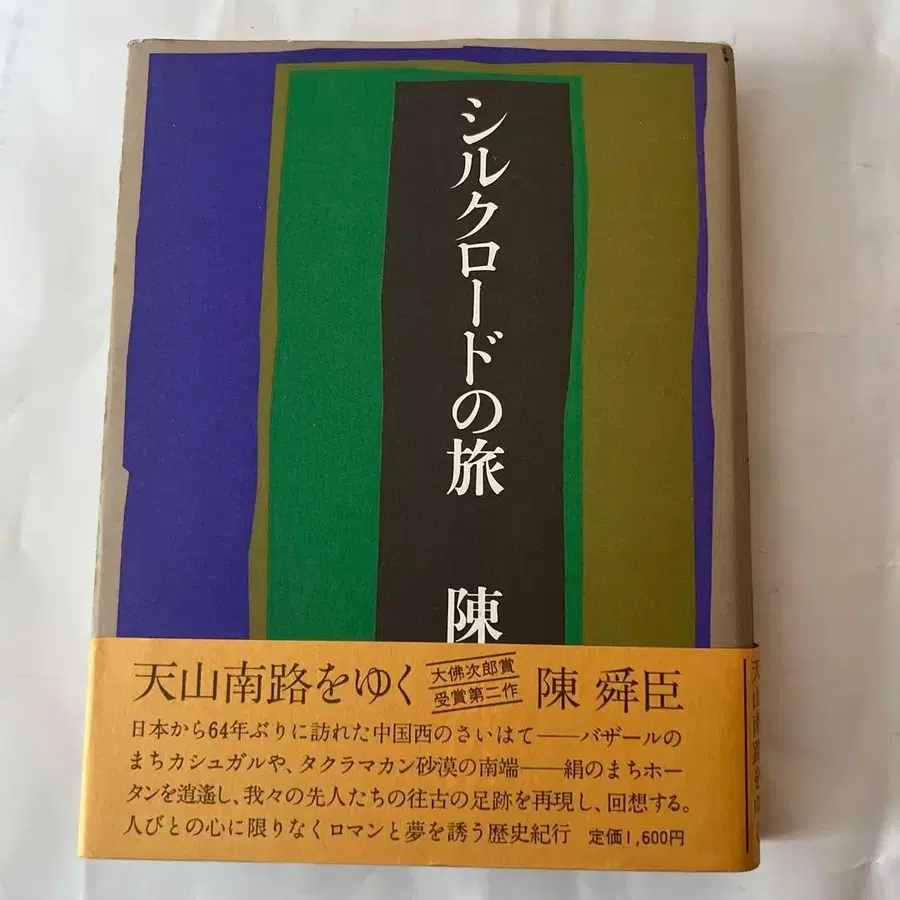 シルクロードの旅
陳
天山南路をゆく
大佛次郎賞
受賞第二作
陳 舜臣
日本から64年ぶりに訪れた中国西のさいはて──バザールの
まちカシュガルや、タクラマカン砂漠の南端──絹のまちホー
タンを逍遙し、我々の先人たちの往古の足跡を再現し、回想する。
人びとの心に限りなくロマンと夢を誘う歴史紀行 定価1,600円
天山南路をゆ